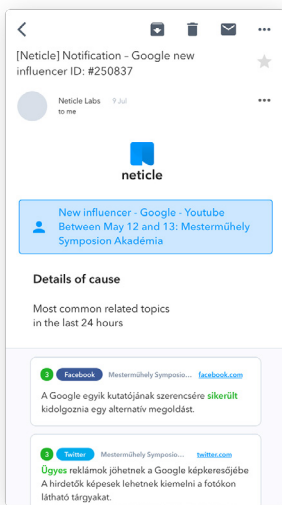 [Neticle] Notification – Google new
influencer ID: #250837
Neticle Labs 9 Jul
to me
neticle
New influencer - Google - Youtube
Between May 12 and 13: Mesterműhely
Symposion Akadémia
Details of cause
Most common related topics
in the last 24 hours
3 Facebook Mesterműhely Symposio... facebook.com
A Google egyik kutatójának szerencsére sikerült
kidolgoznia egy alternatív megoldást.
3 Twitter Mesterműhely Symposio... twitter.com
Ügyes reklámok jöhetnek a Google képkeresőjébe
A hirdetők képesek lehetnek kiemelni a fotókon
látható tárgyakat.